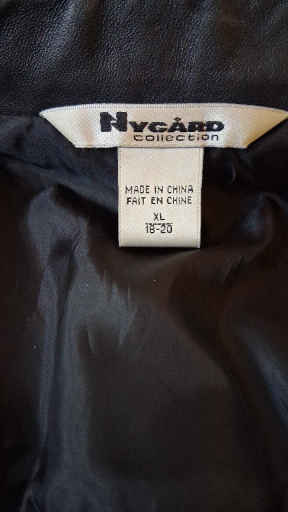 NYGÅRD
Collection
MADE IN CHINA
FAIT EN CHINE
XL
18-20